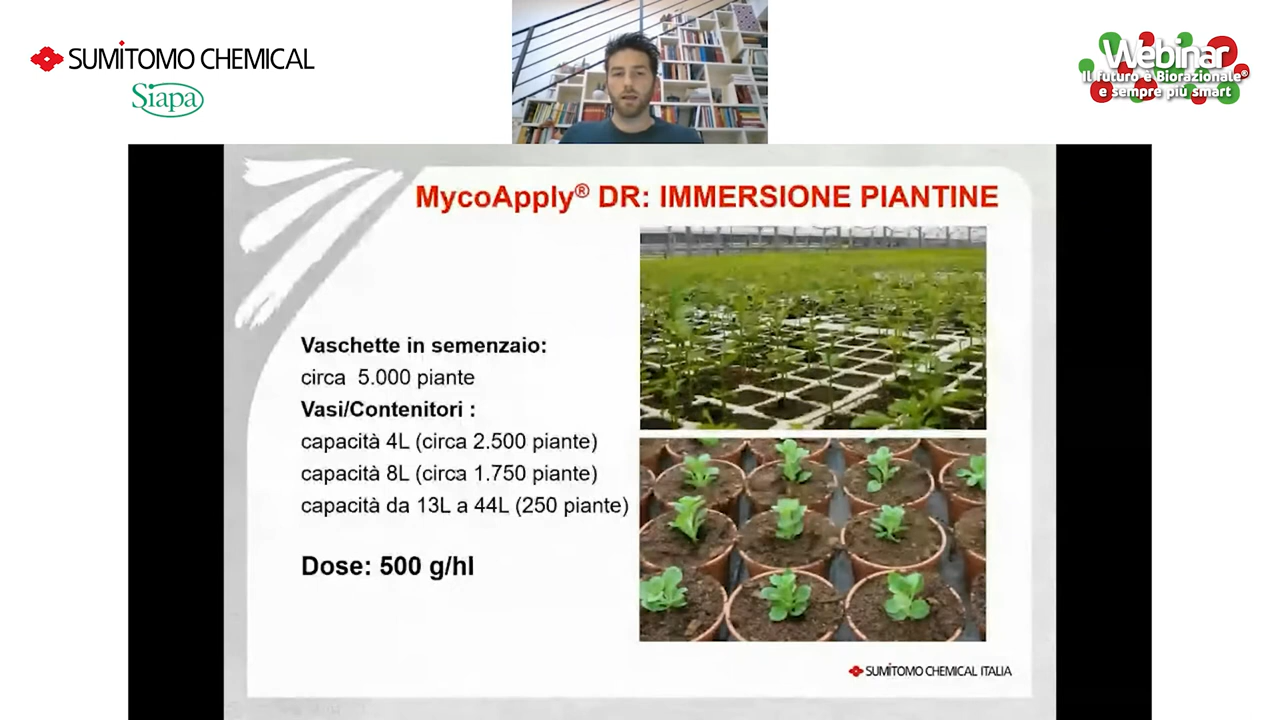 SUMITOMO CHEMICAL
Siapa
Webinar
Il futuro è Biorazionale®
e sempre più smart
MycoApply® DR: IMMERSIONE PIANTINE
Vaschette in semenzaio:
circa 5.000 piante
Vasi/Contenitori :
capacità 4L (circa 2.500 piante)
capacità 8L (circa 1.750 piante)
capacità da 13L a 44L (250 piante)
Dose: 500 g/hl
SUMITOMO CHEMICAL ITALIA